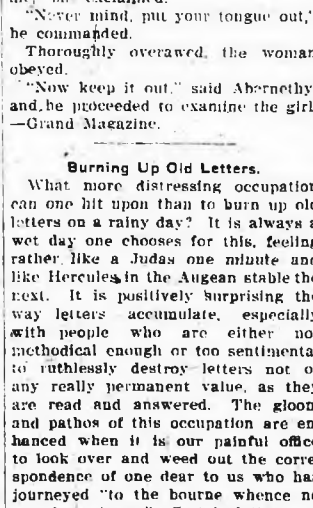 "Never mind, put your tongue out,"
he commanded.
Thoroughly overawed, the woman
obeyed.
"Now keep it out," said Abernethy
and he proceeded to examine the girl
—Grand Magazine.
Burning Up Old Letters.
What more distressing occupation
can one hit upon than to burn up old
letters on a rainy day? It is always a
wet day one chooses for this, feeling
rather like a Judas one minute and
like Hercules in the Augean stable the
next. It is positively surprising the
way letters accumulate, especially
with people who are either no
methodical enough or too sentimenta
to ruthlessly destroy letters not o
any really permanent value, as they
are read and answered. The gloom
and pathos of this occupation are en
hanced when it is our painful office
to look over and weed out the corre
spondence of one dear to us who has
journeyed "to the bourne whence no